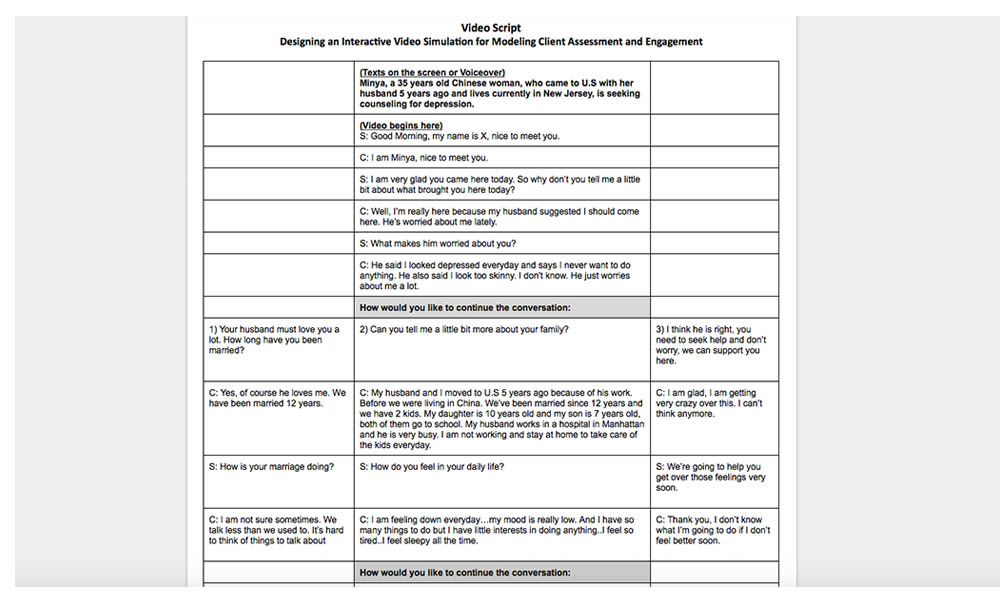 Video Script
Designing an Interactive Video Simulation for Modeling Client Assessment and Engagement
(Texts on the screen or Voiceover)
Minya, a 35 years old Chinese woman, who came to U.S with her
husband 5 years ago and lives currently in New Jersey, is seeking
counseling for depression.
(Video begins here)
S: Good Morning, my name is X, nice to meet you.
C: I am Minya, nice to meet you.
S: I am very glad you came here today. So why don't you tell me a little
bit about what brought you here today?
C: Well, I'm really here because my husband suggested I should come
here. He's worried about me lately.
S: What makes him worried about you?
C: He said I looked depressed everyday and says I never want to do
anything. He also said I look too skinny. I don't know. He just worries
about me a lot.
How would you like to continue the conversation:
1) Your husband must love you a
lot. How long have you been
married?
2) Can you tell me a little bit more about your family?
3) I think he is right, you
need to seek help and don't
worry, we can support you
here.
C: Yes, of course he loves me. We
have been married 12 years.
C: My husband and I moved to U.S 5 years ago because of his work.
Before we were living in China. We've been married since 12 years and
we have 2 kids. My daughter is 10 years old and my son is 7 years old,
both of them go to school. My husband works in a hospital in Manhattan
and he is very busy. I am not working and stay at home to take care of
the kids everyday.
C: I am glad, I am getting
very crazy over this. I can't
think anymore.
S: How is your marriage doing?
S: How do you feel in your daily life?
S: We're going to help you
get over those feelings very
soon.
C: I am not sure sometimes. We
talk less than we used to. It's hard
to think of things to talk about
C: I am feeling down everyday…my mood is really low. And I have so
many things to do but I have little interests in doing anything..I feel so
tired..I feel sleepy all the time.
C: Thank you, I don't know
what I'm going to do if I don't
feel better soon.
How would you like to continue the conversation: